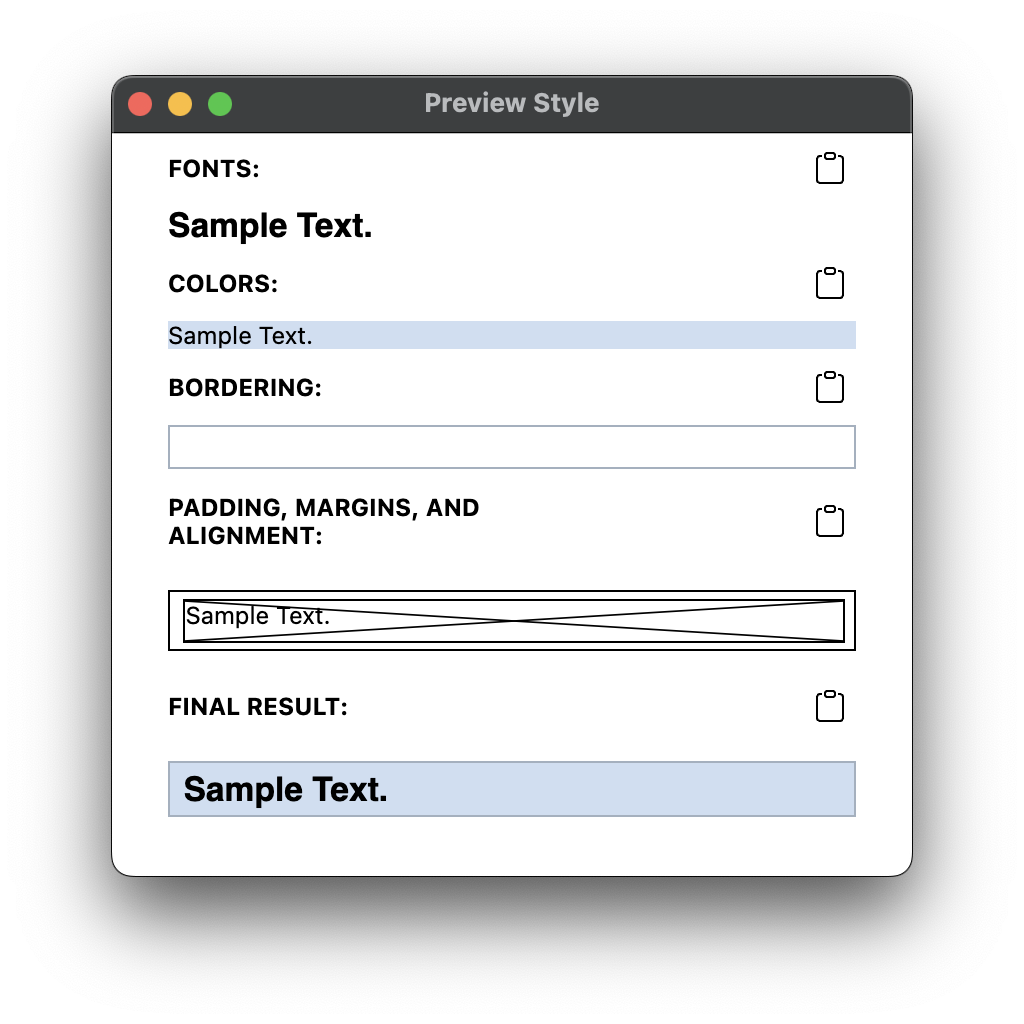 Preview Style
FONTS:
Sample Text.
COLORS:
Sample Text.
BORDERING:
PADDING, MARGINS, AND
ALIGNMENT:
Sample Text.
FINAL RESULT:
Sample Text.